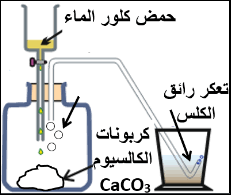 حمض كلور الماء
تعكر رائق
الكلس
كربونات
الكالسيوم
CaCO₃